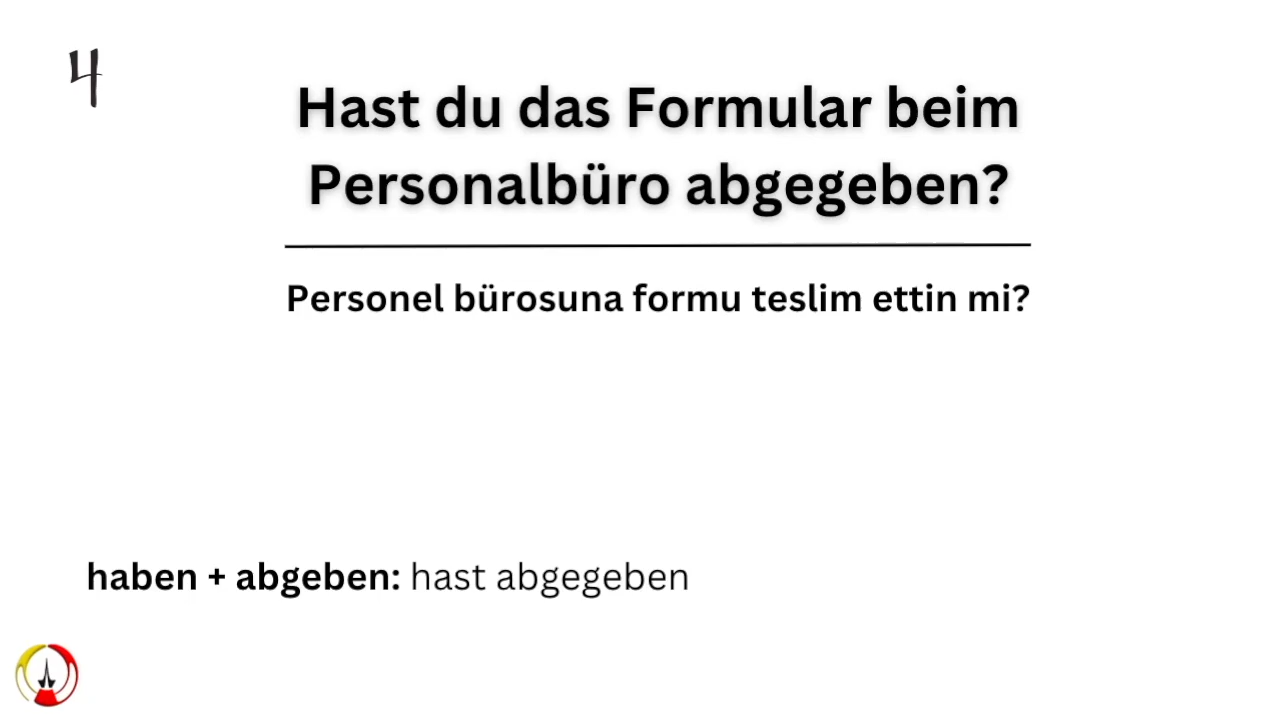 4
Hast du das Formular beim
Personalbüro abgegeben?
Personel bürosuna formu teslim ettin mi?
haben + abgeben: hast abgegeben